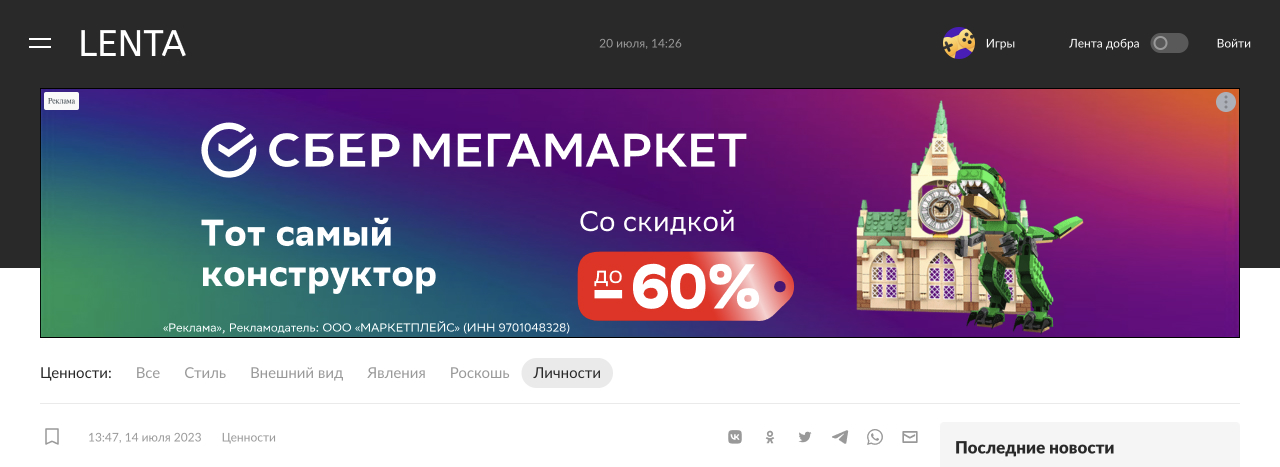 LENTA
20 июля, 14:26
Игры
Лента добра
Войти
Реклама
СБЕР МЕГАМАРКЕТ
Тот самый
конструктор
Со скидкой
до
–60%
«Реклама», Рекламодатель: ООО «МАРКЕТПЛЕЙС» (ИНН 9701048328)
Ценности: Все Стиль Внешний вид Явления Роскошь Личности
13:47, 14 июля 2023 Ценности
Последние новости